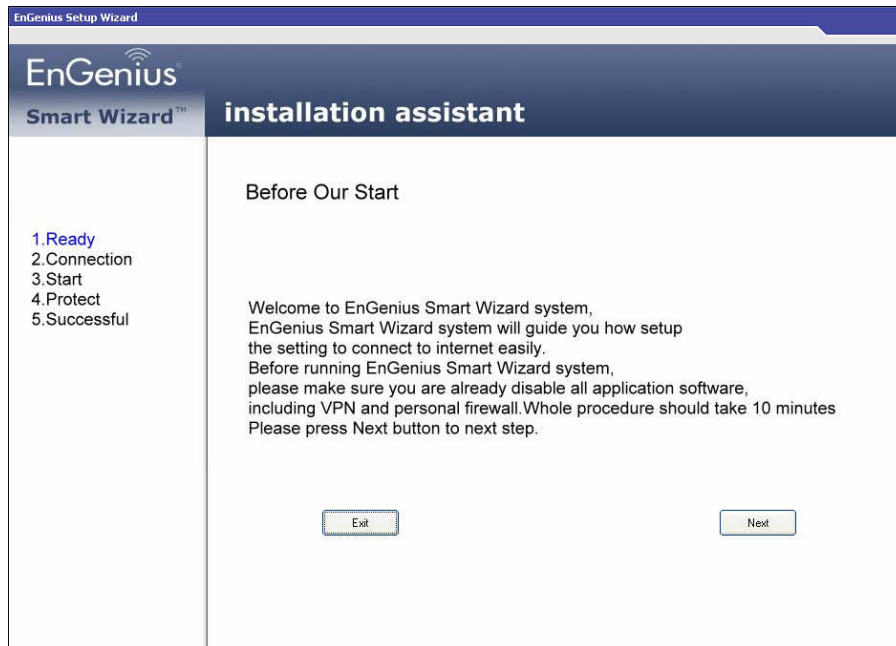 EnGenius Setup Wizard
EnGenius®
Smart Wizard™
installation assistant
Before Our Start
1.Ready
2.Connection
3.Start
4.Protect
5.Successful
Welcome to EnGenius Smart Wizard system,
EnGenius Smart Wizard system will guide you how setup
the setting to connect to internet easily.
Before running EnGenius Smart Wizard system,
please make sure you are already disable all application software,
including VPN and personal firewall.Whole procedure should take 10 minutes
Please press Next button to next step.
Exit
Next